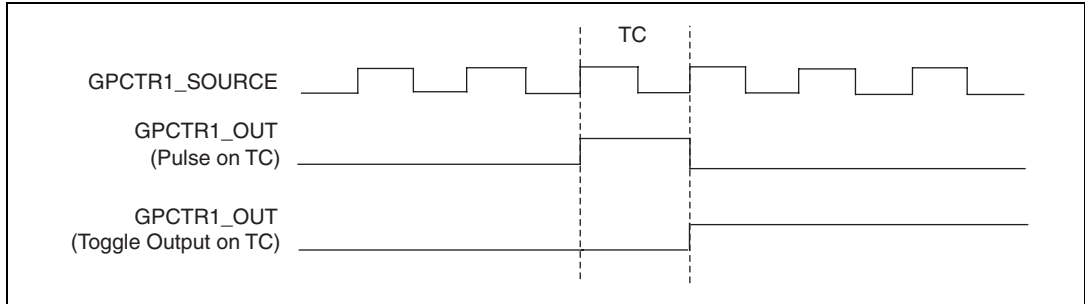 TC
GPCTR1_SOURCE
GPCTR1_OUT
(Pulse on TC)
GPCTR1_OUT
(Toggle Output on TC)